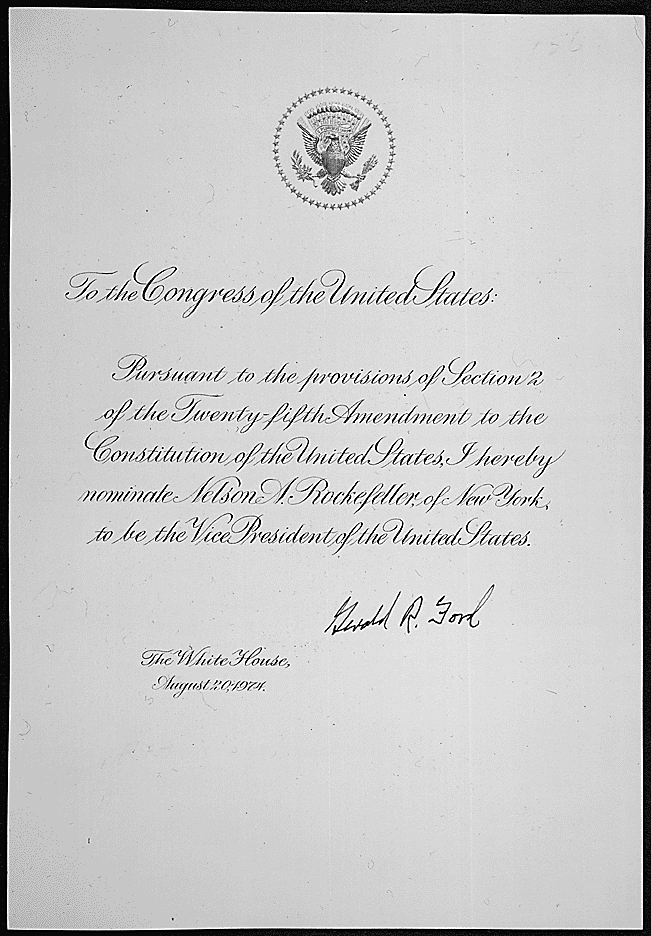 To the Congress of the United States:
Pursuant to the provisions of Section 2
of the Twenty-fifth Amendment to the
Constitution of the United States, I hereby
nominate Nelson A. Rockefeller, of New York,
to be the Vice President of the United States.
Gerald R. Ford
The White House,
August 20, 1974.